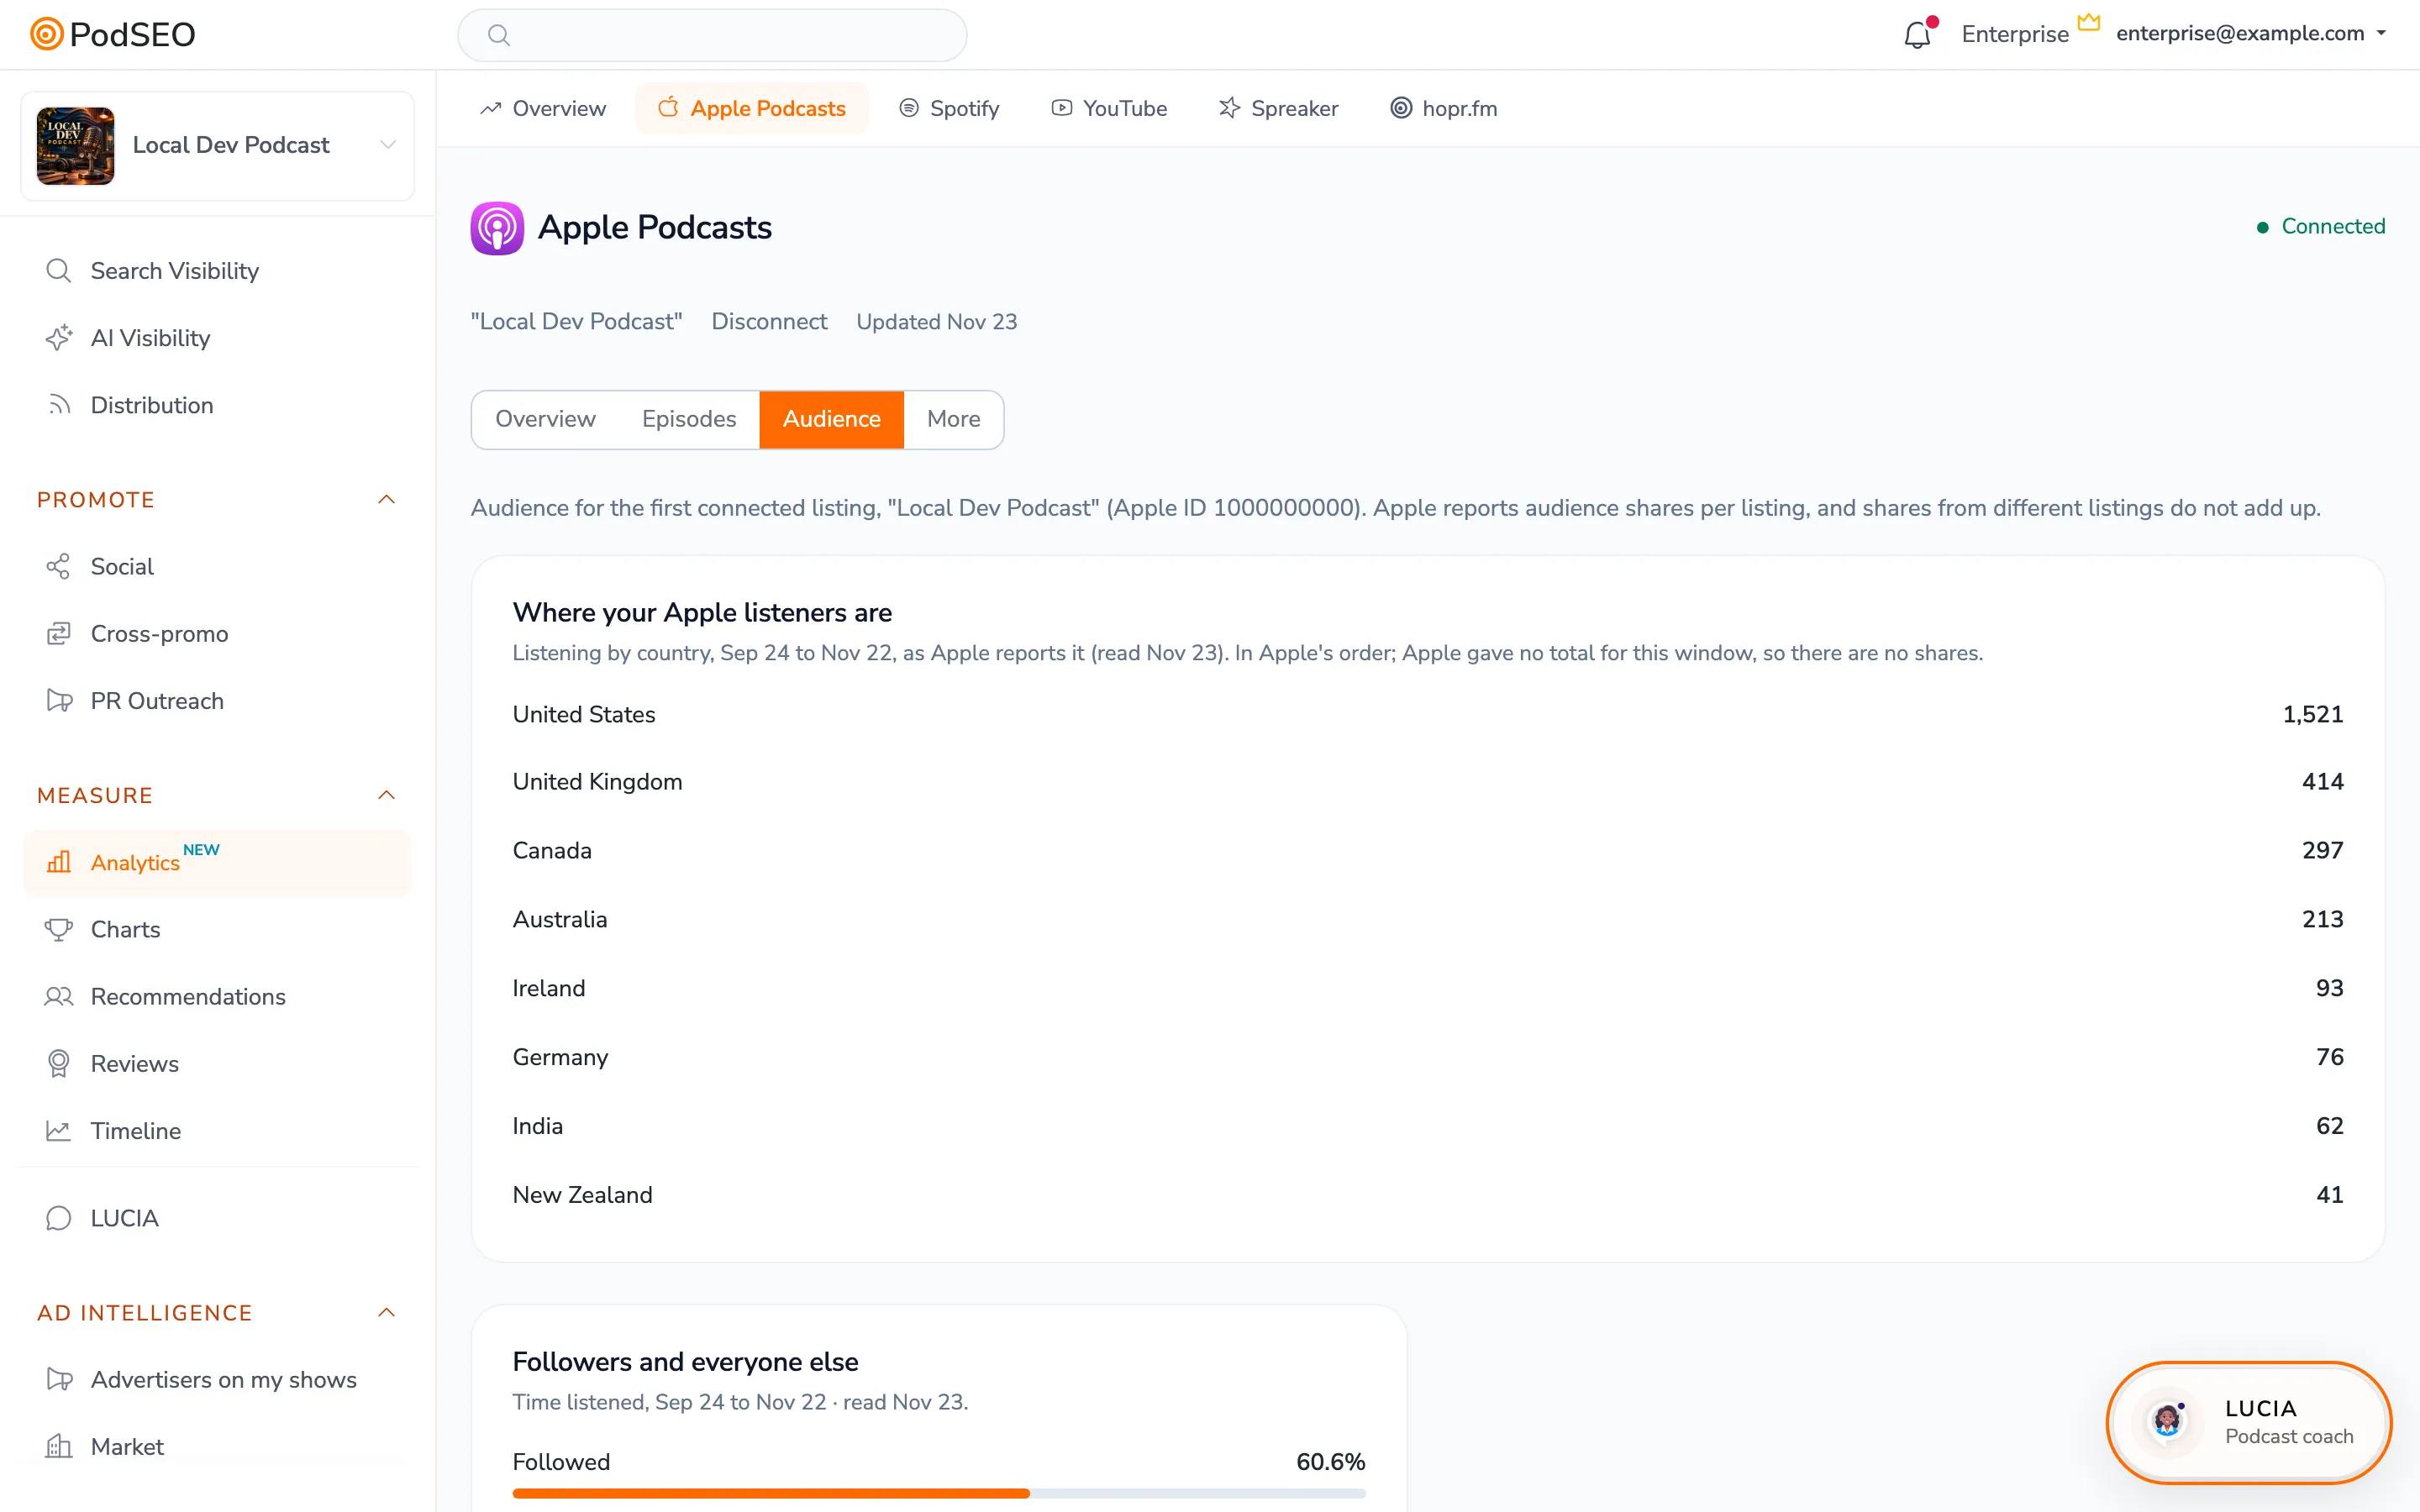 PodSEO
Enterprise
enterprise@example.com
LOCAL
DEV
PODCAST
Local Dev Podcast
Search Visibility
AI Visibility
Distribution
PROMOTE
Social
Cross-promo
PR Outreach
MEASURE
Analytics NEW
Charts
Recommendations
Reviews
Timeline
LUCIA
AD INTELLIGENCE
Advertisers on my shows
Market
Overview
Apple Podcasts
Spotify
YouTube
Spreaker
hopr.fm
Apple Podcasts
Connected
"Local Dev Podcast" Disconnect Updated Nov 23
Overview Episodes Audience More
Audience for the first connected listing, "Local Dev Podcast" (Apple ID 1000000000). Apple reports audience shares per listing, and shares from different listings do not add up.
Where your Apple listeners are
Listening by country, Sep 24 to Nov 22, as Apple reports it (read Nov 23). In Apple's order; Apple gave no total for this window, so there are no shares.
United States 1,521
United Kingdom 414
Canada 297
Australia 213
Ireland 93
Germany 76
India 62
New Zealand 41
Followers and everyone else
Time listened, Sep 24 to Nov 22 · read Nov 23.
Followed 60.6%
LUCIA
Podcast coach